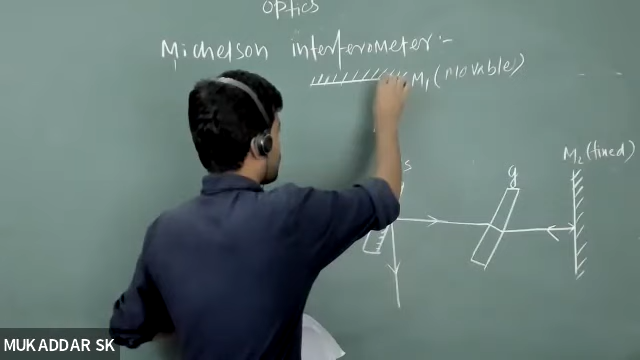 optics
Michelson interferometer :-
M₁ (movable)
M₂ (fixed)
s
g
MUKADDAR SK